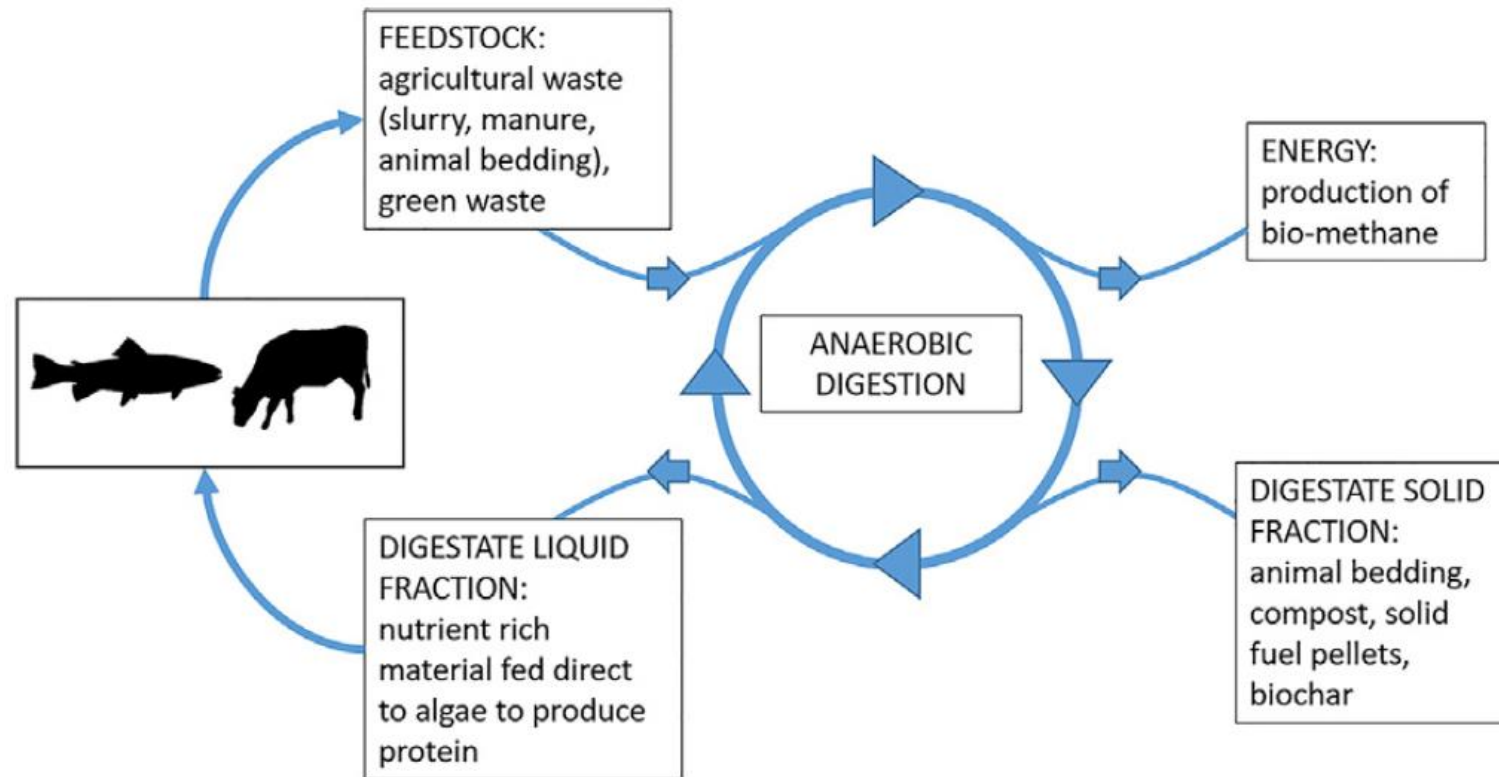 FEEDSTOCK:
agricultural waste
(slurry, manure,
animal bedding),
green waste
ENERGY:
production of
bio-methane
ANAEROBIC
DIGESTION
DIGESTATE LIQUID
FRACTION:
nutrient rich
material fed direct
to algae to produce
protein
DIGESTATE SOLID
FRACTION:
animal bedding,
compost, solid
fuel pellets,
biochar